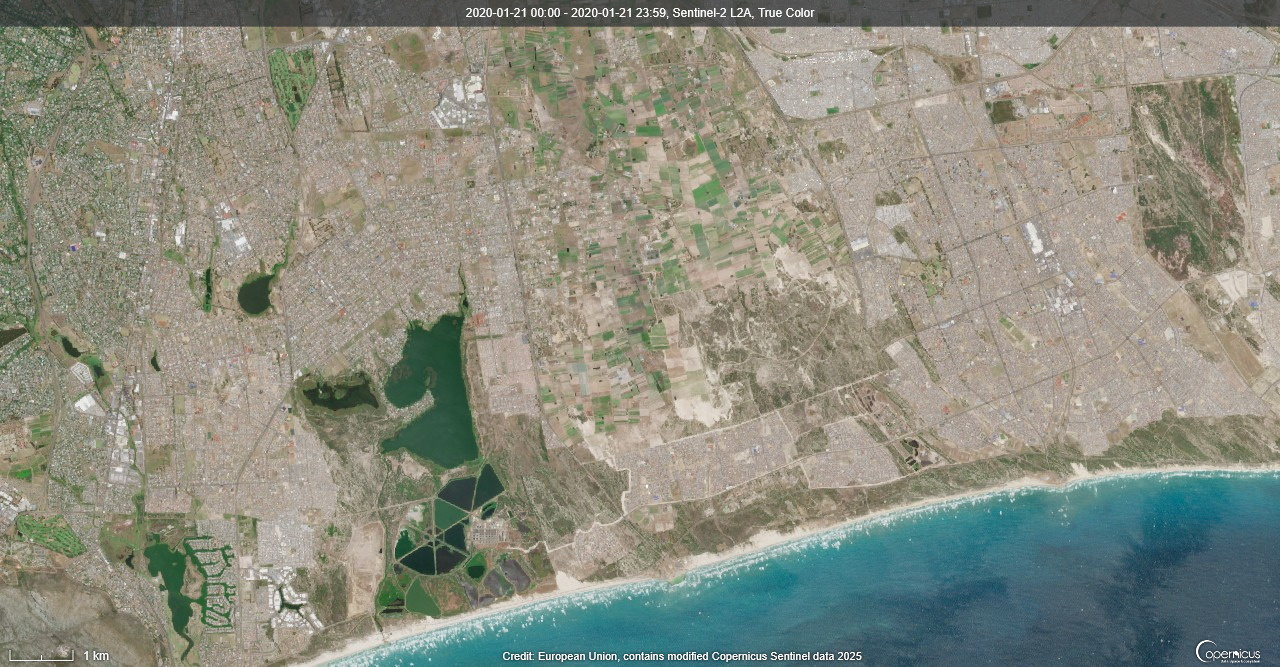 2020-01-21 00:00 - 2020-01-21 23:59, Sentinel-2 L2A, True Color
1 km
Credit: European Union, contains modified Copernicus Sentinel data 2025
opernicus